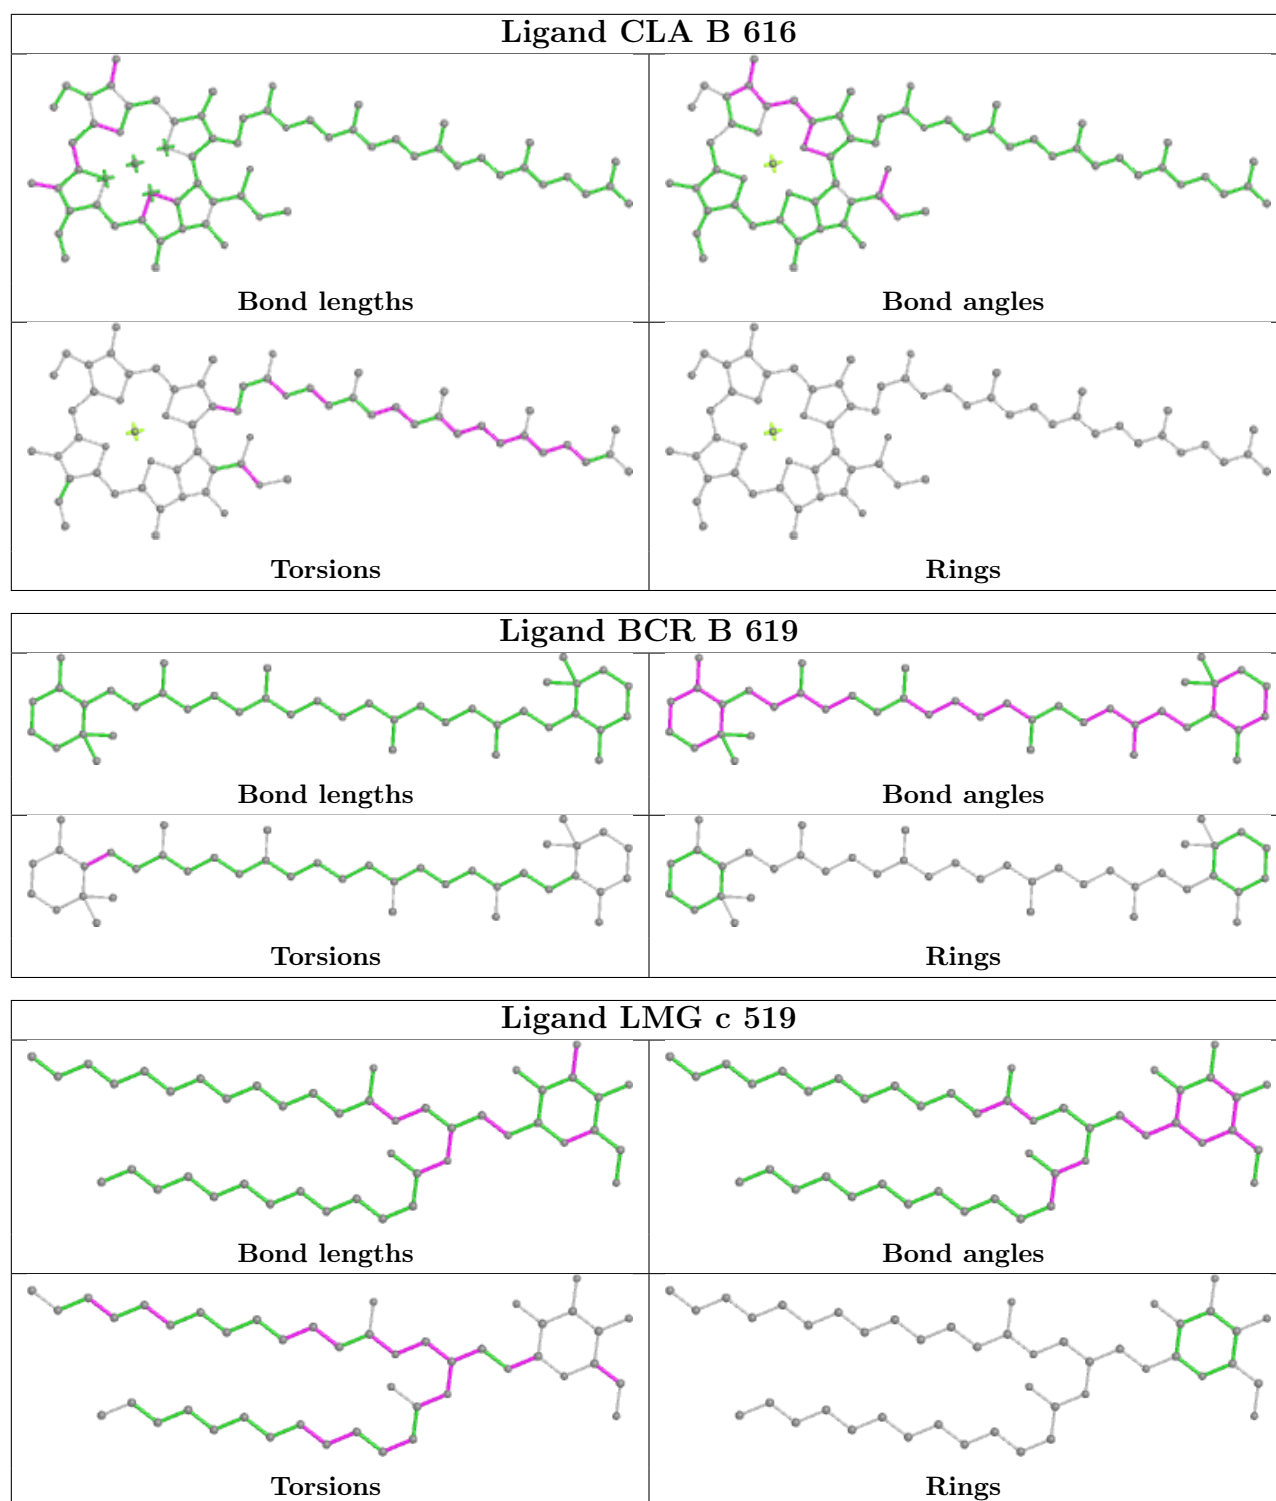 Ligand CLA B 616
Bond lengths
Bond angles
Torsions
Rings
Ligand BCR B 619
Bond lengths
Bond angles
Torsions
Rings
Ligand LMG c 519
Bond lengths
Bond angles
Torsions
Rings